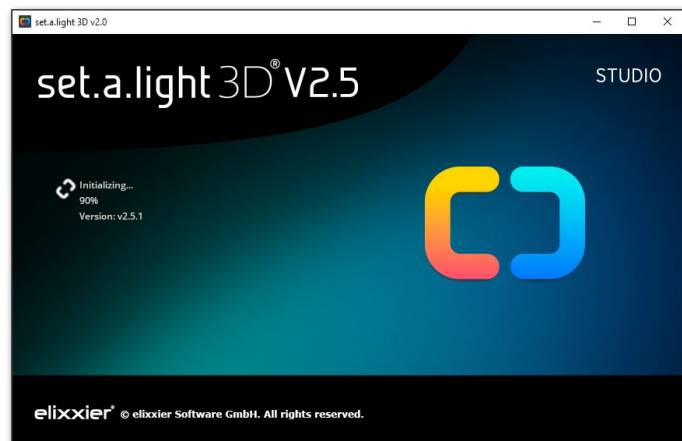 set.a.light 3D v2.0
set.a.light 3D® V2.5
STUDIO
Initializing...
90%
Version: v2.5.1
elixxier® © elixxier Software GmbH. All rights reserved.